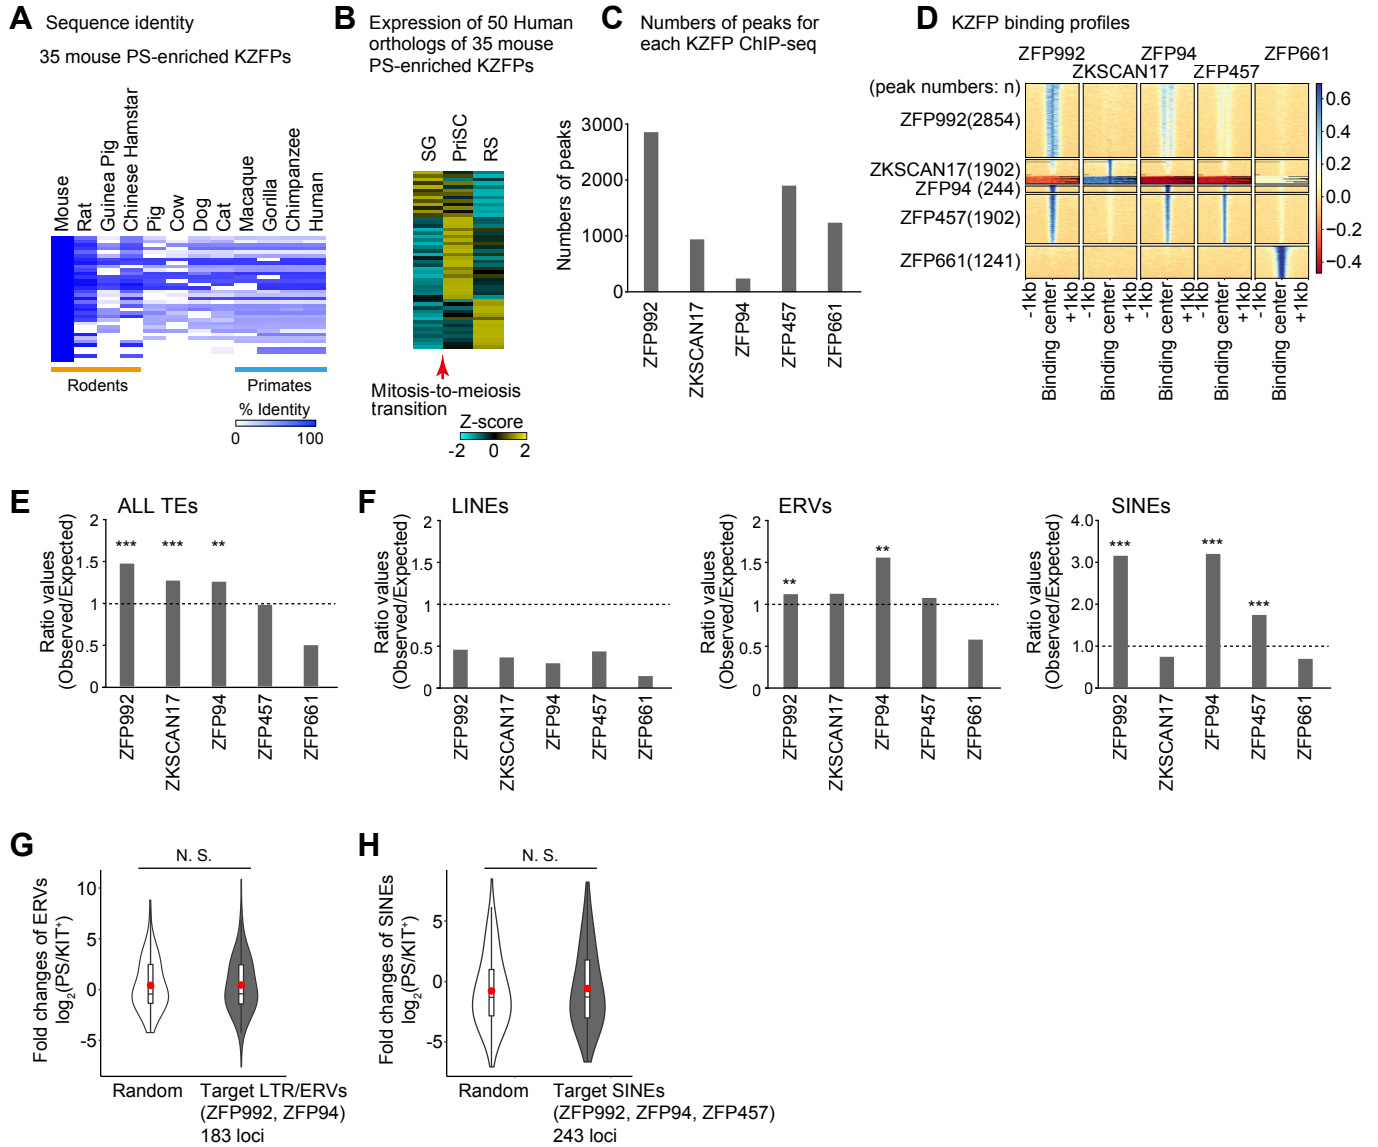 A Sequence identity
35 mouse PS-enriched KZFPs
Mouse
Rat
Guinea Pig
Chinese Hamstar
Pig
Cow
Dog
Cat
Macaque
Gorilla
Chimpanzee
Human
Rodents
Primates
% Identity
0 100
B Expression of 50 Human
orthologs of 35 mouse
PS-enriched KZFPs
SG
PriSC
RS
Mitosis-to-meiosis
transition
Z-score
-2 0 2
C Numbers of peaks for
each KZFP ChIP-seq
Numbers of peaks
3000
2000
1000
0
ZFP992
ZKSCAN17
ZFP94
ZFP457
ZFP661
D KZFP binding profiles
ZFP992 ZFP94 ZFP661
ZKSCAN17 ZFP457
(peak numbers: n)
ZFP992(2854)
ZKSCAN17(1902)
ZFP94 (244)
ZFP457(1902)
ZFP661(1241)
0.6
0.4
0.2
0.0
−0.2
−0.4
-1kb
Binding center
+1kb
-1kb
Binding center
+1kb
-1kb
Binding center
+1kb
-1kb
Binding center
+1kb
-1kb
Binding center
+1kb
E ALL TEs
Ratio values
(Observed/Expected)
2
1.5
1
0.5
0
*** *** **
ZFP992
ZKSCAN17
ZFP94
ZFP457
ZFP661
F LINEs
Ratio values
(Observed/Expected)
2
1.5
1
0.5
0
ZFP992
ZKSCAN17
ZFP94
ZFP457
ZFP661
ERVs
Ratio values
(Observed/Expected)
2
1.5
1
0.5
0
** **
ZFP992
ZKSCAN17
ZFP94
ZFP457
ZFP661
SINEs
Ratio values
(Observed/Expected)
4.0
3.0
2.0
1.0
0
*** *** ***
ZFP992
ZKSCAN17
ZFP94
ZFP457
ZFP661
G
N. S.
Fold changes of ERVs
log2(PS/KIT+)
10
5
0
-5
Random
Target LTR/ERVs
(ZFP992, ZFP94)
183 loci
H
N. S.
Fold changes of SINEs
log2(PS/KIT+)
5
0
-5
Random
Target SINEs
(ZFP992, ZFP94, ZFP457)
243 loci